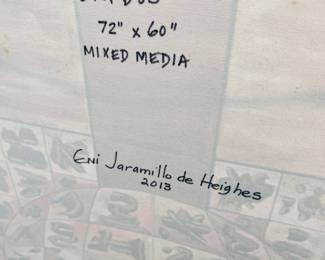 72" x 60"
MIXED MEDIA
Eni Jaramillo de Heighes
2013